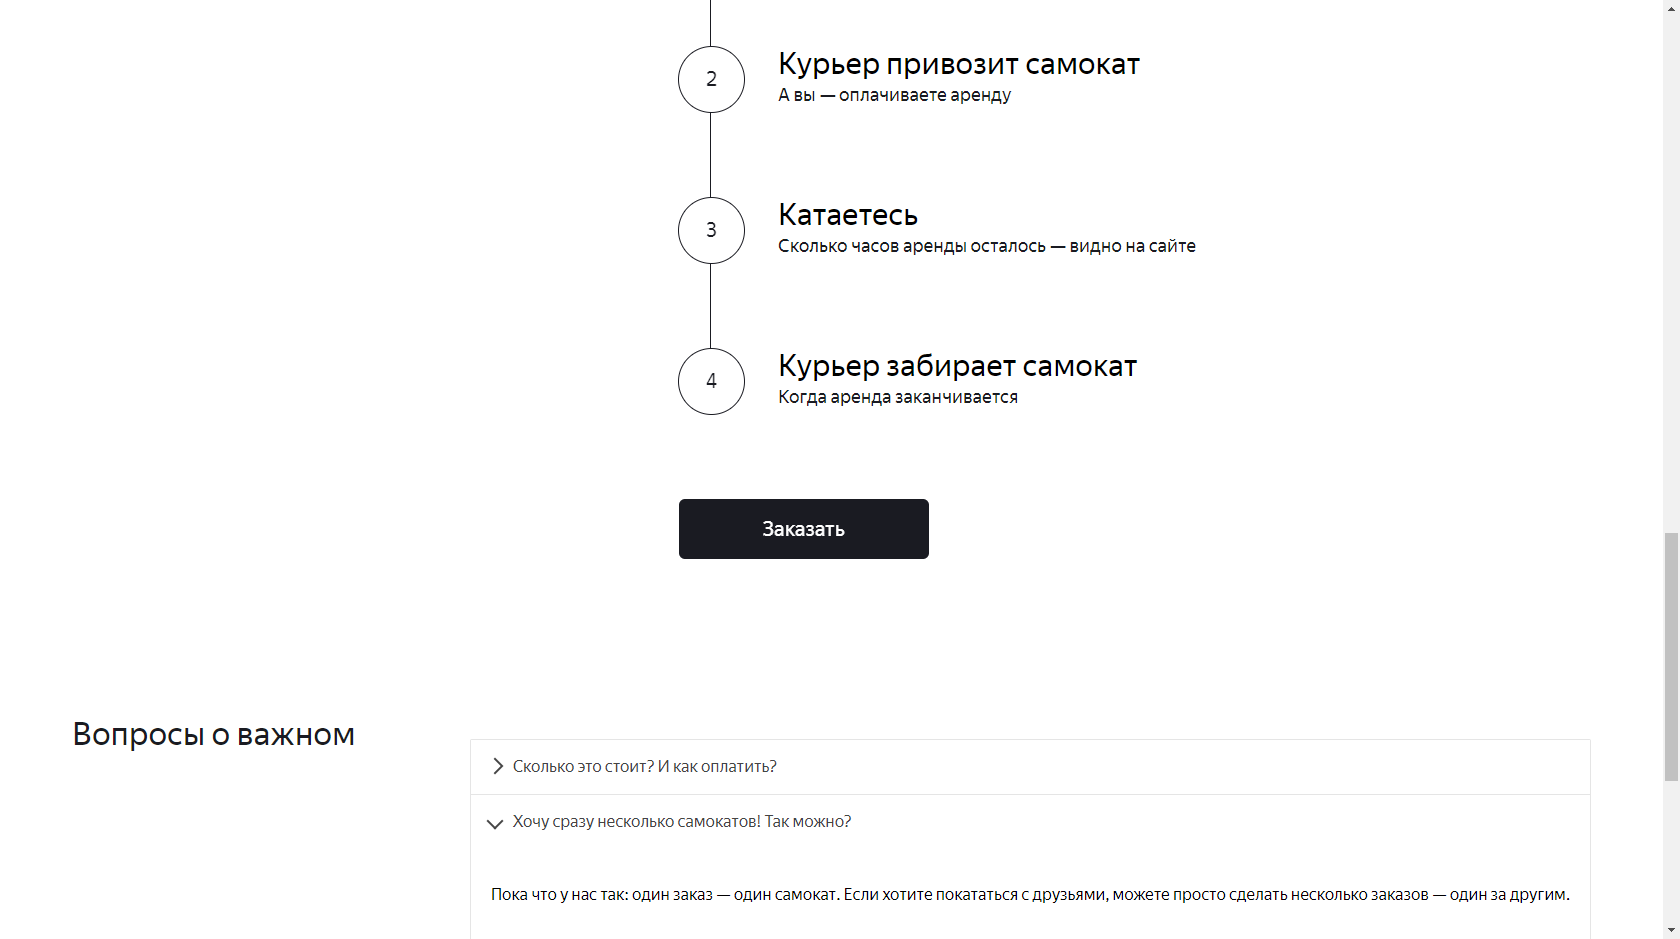 2
Курьер привозит самокат
А вы — оплачиваете аренду
3
Катаетесь
Сколько часов аренды осталось — видно на сайте
4
Курьер забирает самокат
Когда аренда заканчивается
Заказать
Вопросы о важном
Сколько это стоит? И как оплатить?
Хочу сразу несколько самокатов! Так можно?
Пока что у нас так: один заказ — один самокат. Если хотите покататься с друзьями, можете просто сделать несколько заказов — один за другим.